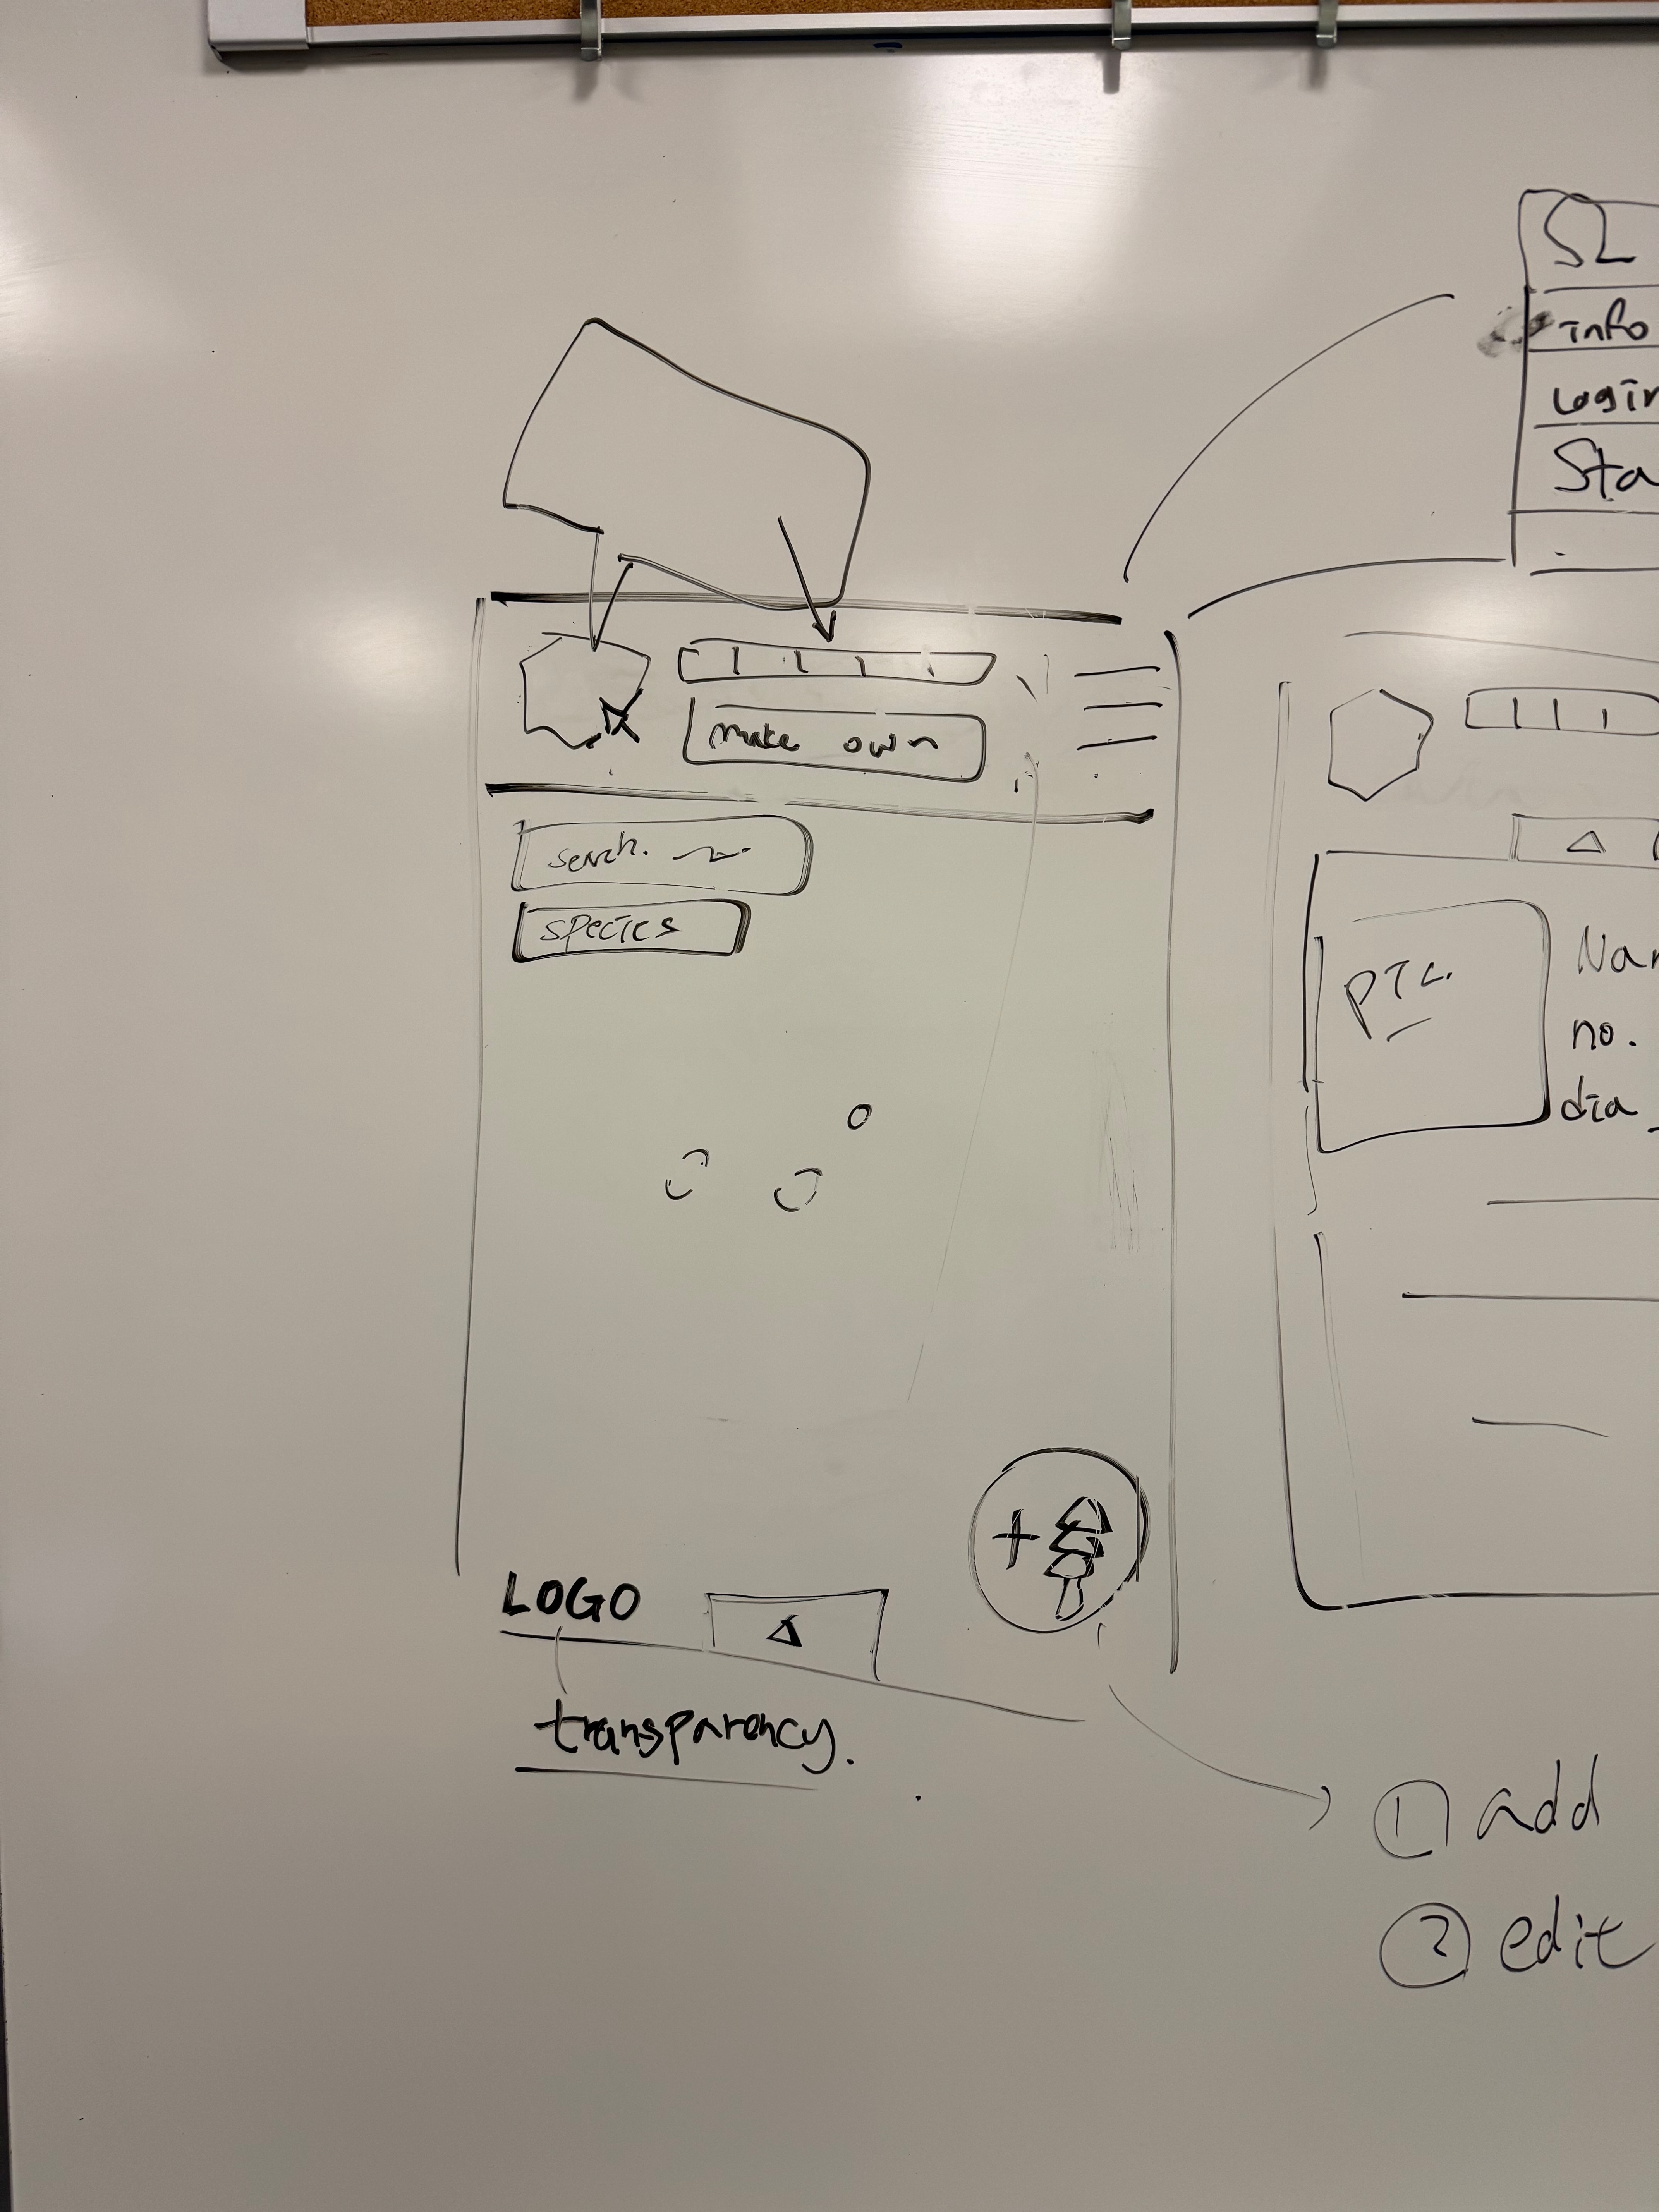 SL
info
Login
Sta
make own
search.
species
PIC.
Nam
no.
dia
+
LOGO
transparency.
① add
② edit